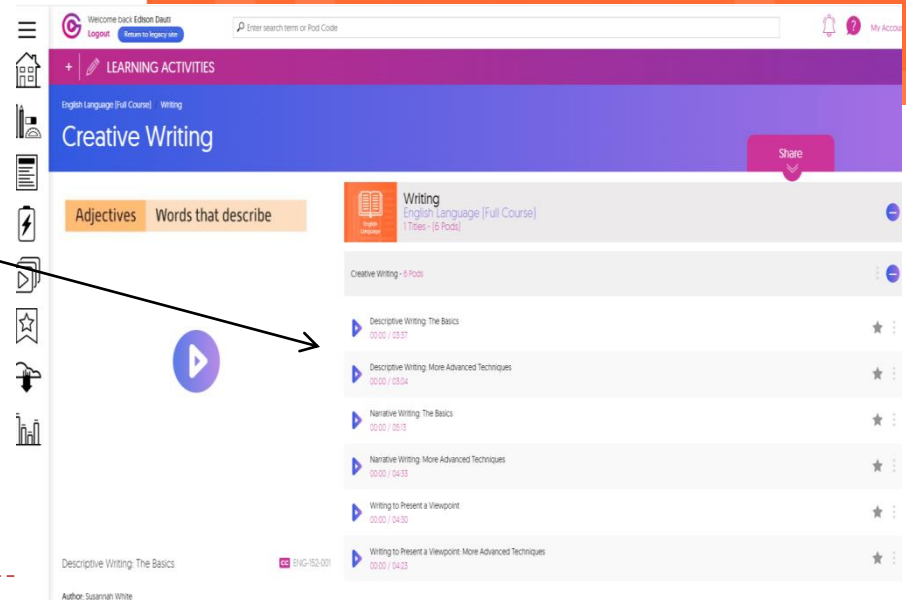 Welcome back Edison Dauti
Logout Return to legacy site
Enter search term or Pod Code
?
My Accou
+ LEARNING ACTIVITIES
English Language [Full Course] Writing
Creative Writing
Share
Adjectives Words that describe
English Language
Writing
English Language [Full Course]
1 Titles - [6 Pods]
Creative Writing - 6 Pods
Descriptive Writing: The Basics
00:00 / 03:37
Descriptive Writing: More Advanced Techniques
00:00 / 03:04
Narrative Writing: The Basics
00:00 / 05:13
Narrative Writing: More Advanced Techniques
00:00 / 04:33
Writing to Present a Viewpoint
00:00 / 04:30
Writing to Present a Viewpoint: More Advanced Techniques
00:00 / 04:23
Descriptive Writing: The Basics
CC ENG-152-001
Author: Susannah White